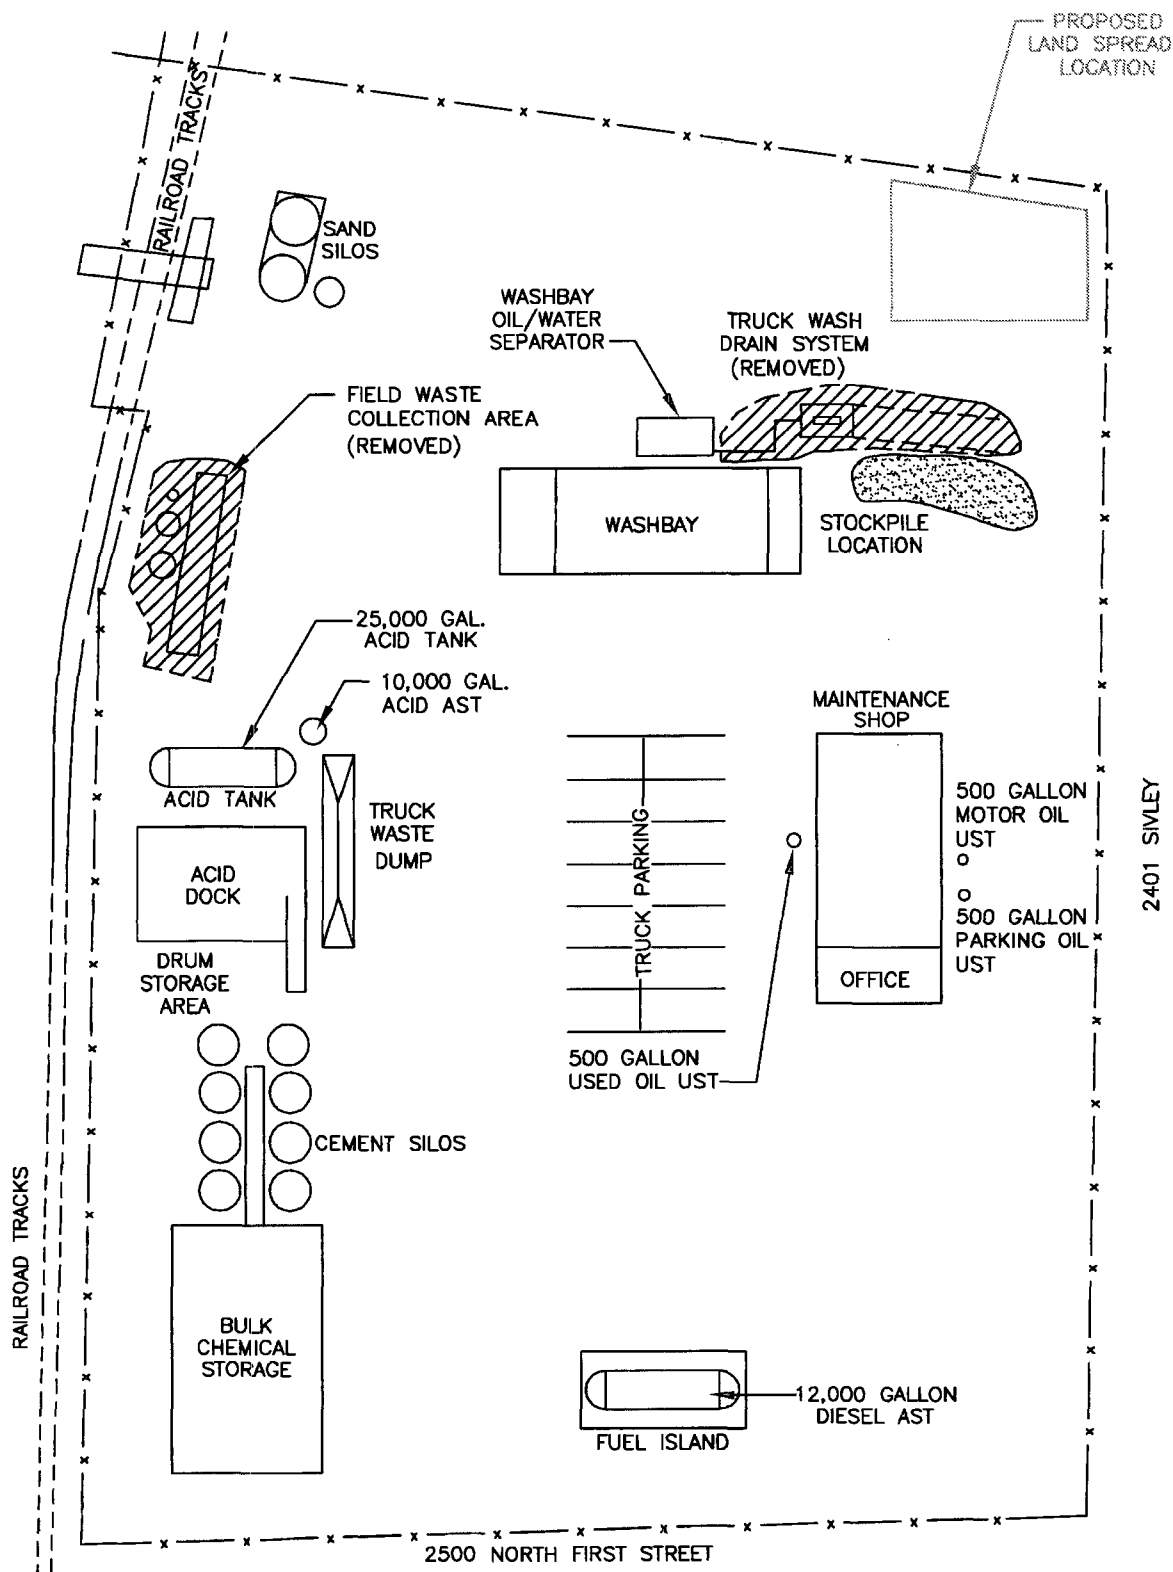 PROPOSED
LAND SPREAD
LOCATION
RAILROAD TRACKS
SAND
SILOS
WASHBAY
OIL/WATER
SEPARATOR
TRUCK WASH
DRAIN SYSTEM
(REMOVED)
FIELD WASTE
COLLECTION AREA
(REMOVED)
WASHBAY
STOCKPILE
LOCATION
25,000 GAL.
ACID TANK
10,000 GAL.
ACID AST
ACID TANK
TRUCK
WASTE
DUMP
ACID
DOCK
DRUM
STORAGE
AREA
TRUCK PARKING
MAINTENANCE
SHOP
500 GALLON
MOTOR OIL
UST
500 GALLON
PARKING OIL
UST
OFFICE
2401 SIVLEY
500 GALLON
USED OIL UST
CEMENT SILOS
RAILROAD TRACKS
BULK
CHEMICAL
STORAGE
12,000 GALLON
DIESEL AST
FUEL ISLAND
2500 NORTH FIRST STREET